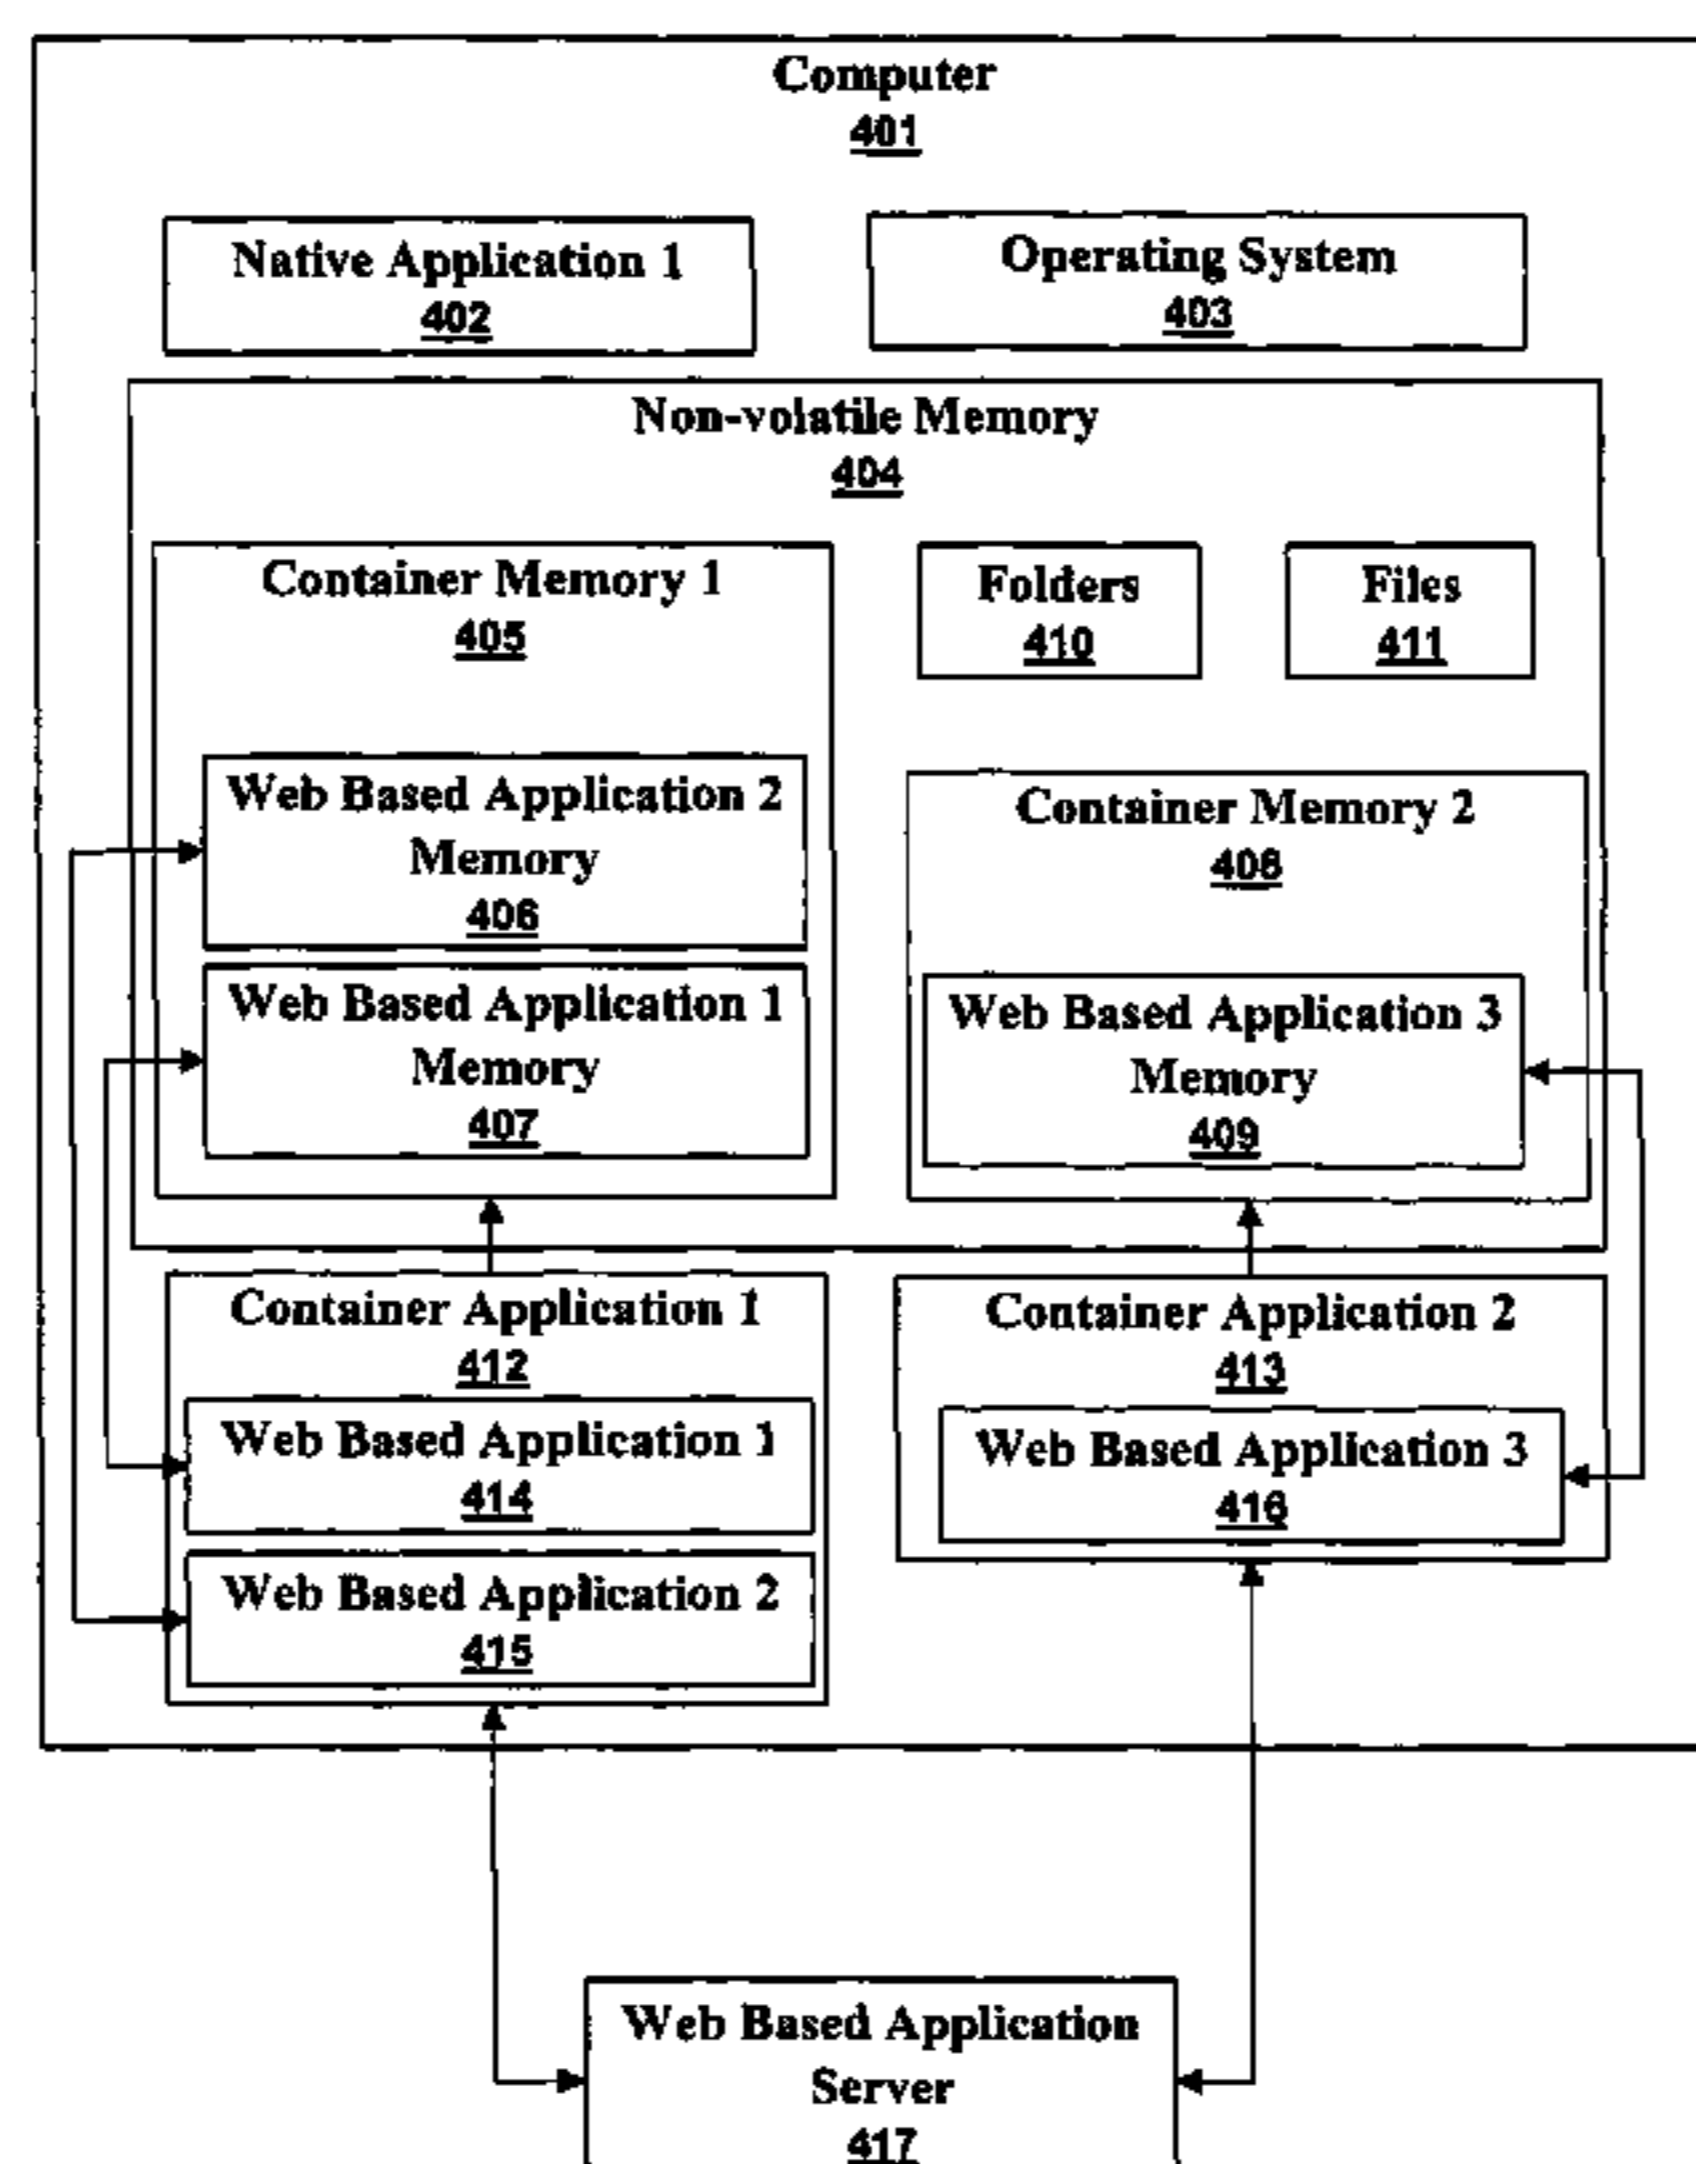 Computer
401
Native Application 1
402
Operating System
403
Non-volatile Memory
404
Container Memory 1
405
Folders
410
Files
411
Web Based Application 2
Memory
406
Web Based Application 1
Memory
407
Container Memory 2
408
Web Based Application 3
Memory
409
Container Application 1
412
Web Based Application 1
414
Web Based Application 2
415
Container Application 2
413
Web Based Application 3
416
Web Based Application
Server
417